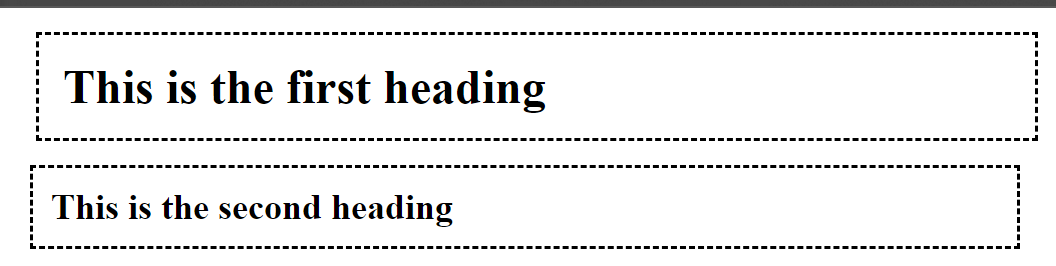 This is the first heading
This is the second heading